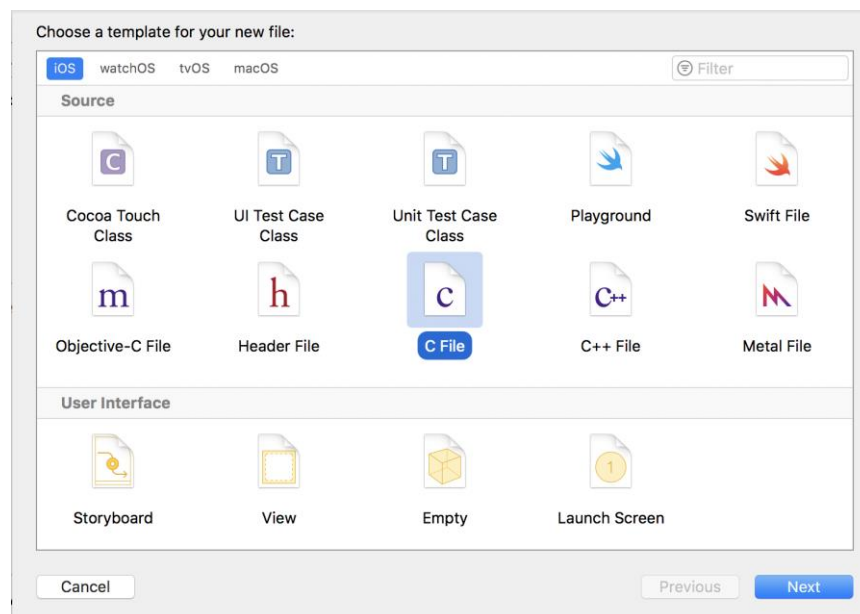 Choose a template for your new file:
iOS watchOS tvOS macOS Filter
Source
C T T
Cocoa Touch Class
UI Test Case Class
Unit Test Case Class
Playground
Swift File
m h c C++
Objective-C File Header File C File C++ File Metal File
User Interface
1
Storyboard View Empty Launch Screen
Cancel Previous Next